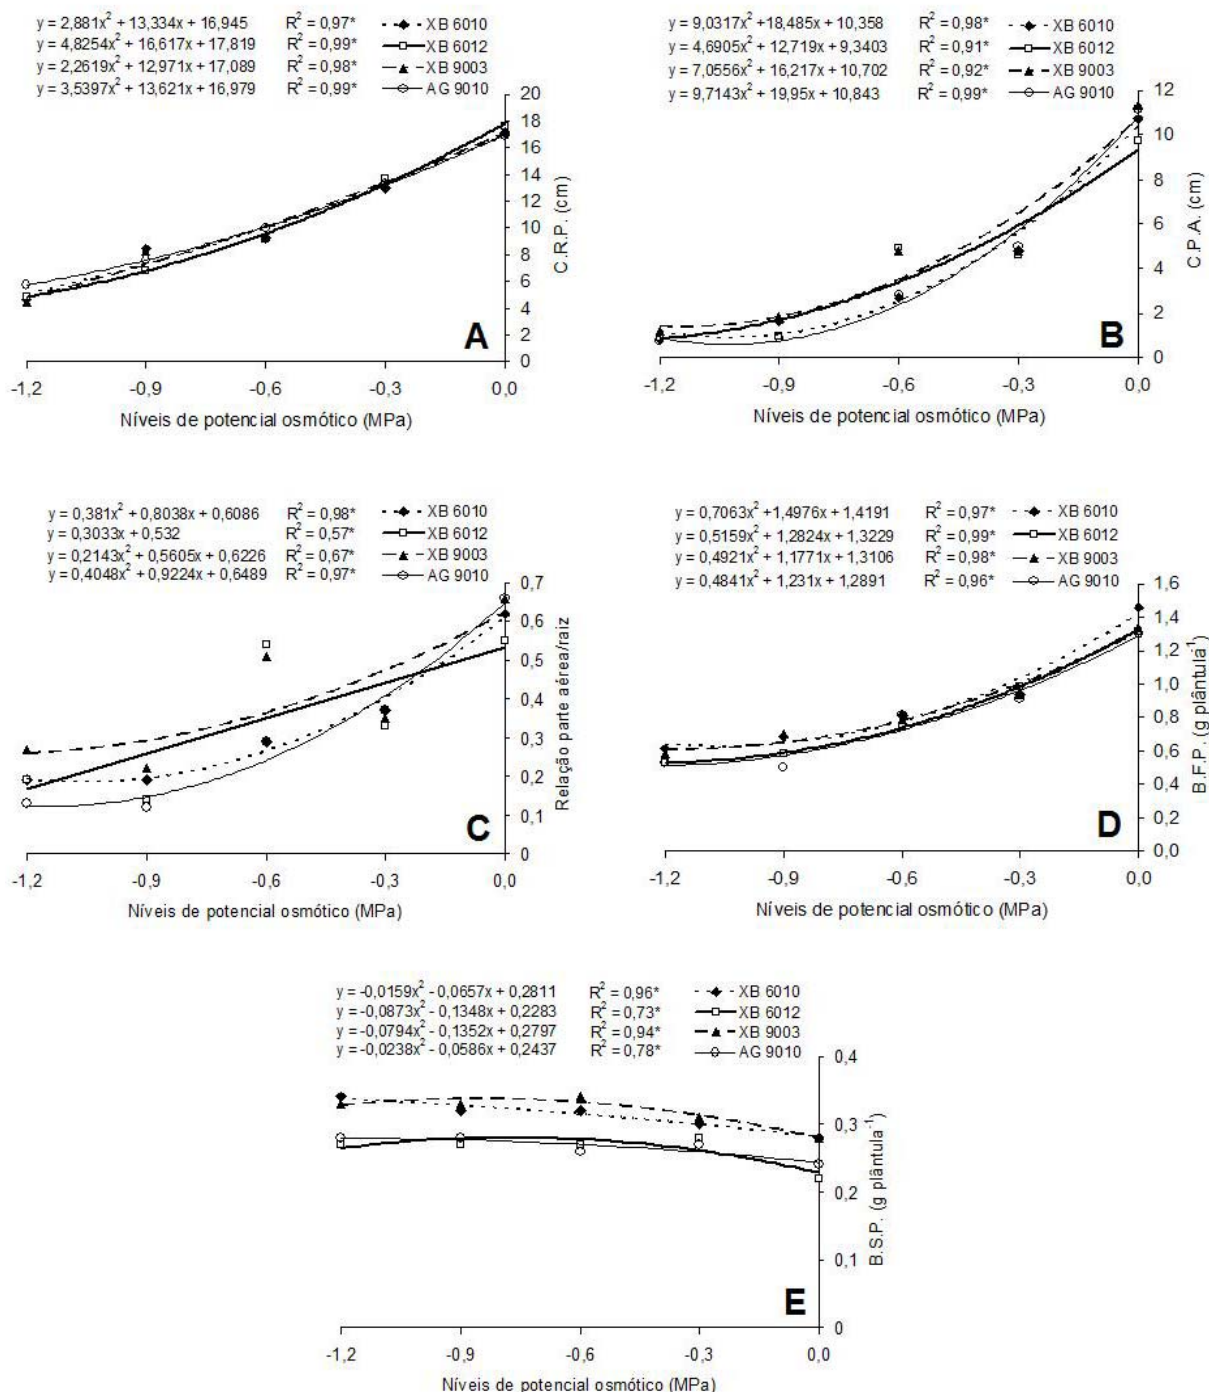 y = 2,881x² + 13,334x + 16,945 R² = 0,97* XB 6010
y = 4,8254x² + 16,617x + 17,819 R² = 0,99* XB 6012
y = 2,2619x² + 12,971x + 17,089 R² = 0,98* XB 9003
y = 3,5397x² + 13,621x + 16,979 R² = 0,99* AG 9010
20
18
16
14
12
10
8
6
4
2
0
C.R.P. (cm)
A
-1,2 -0,9 -0,6 -0,3 0,0
Níveis de potencial osmótico (MPa)
y = 9,0317x² +18,485x + 10,358 R² = 0,98* XB 6010
y = 4,6905x² + 12,719x + 9,3403 R² = 0,91* XB 6012
y = 7,0556x² + 16,217x + 10,702 R² = 0,92* XB 9003
y = 9,7143x² + 19,95x + 10,843 R² = 0,99* AG 9010
12
10
8
6
4
2
0
C.P.A. (cm)
B
-1,2 -0,9 -0,6 -0,3 0,0
Níveis de potencial osmótico (MPa)
y = 0,381x² + 0,8038x + 0,6086 R² = 0,98* XB 6010
y = 0,3033x + 0,532 R² = 0,57* XB 6012
y = 0,2143x² + 0,5605x + 0,6226 R² = 0,67* XB 9003
y = 0,4048x² + 0,9224x + 0,6489 R² = 0,97* AG 9010
0,7
0,6
0,5
0,4
0,3
0,2
0,1
0
Relação parte aérea/raiz
C
-1,2 -0,9 -0,6 -0,3 0,0
Níveis de potencial osmótico (MPa)
y = 0,7063x² + 1,4976x + 1,4191 R² = 0,97* XB 6010
y = 0,5159x² + 1,2824x + 1,3229 R² = 0,99* XB 6012
y = 0,4921x² + 1,1771x + 1,3106 R² = 0,98* XB 9003
y = 0,4841x² + 1,231x + 1,2891 R² = 0,96* AG 9010
1,6
1,4
1,2
1,0
0,8
0,6
0,4
0,2
0,0
B.F.P. (g plântula⁻¹)
D
-1,2 -0,9 -0,6 -0,3 0,0
Níveis de potencial osmótico (MPa)
y = -0,0159x² - 0,0657x + 0,2811 R² = 0,96* XB 6010
y = -0,0873x² - 0,1348x + 0,2283 R² = 0,73* XB 6012
y = -0,0794x² - 0,1352x + 0,2797 R² = 0,94* XB 9003
y = -0,0238x² - 0,0586x + 0,2437 R² = 0,78* AG 9010
0,4
0,3
0,2
0,1
0
B.S.P. (g plântula⁻¹)
E
-1,2 -0,9 -0,6 -0,3 0,0
Níveis de potencial osmótico (MPa)